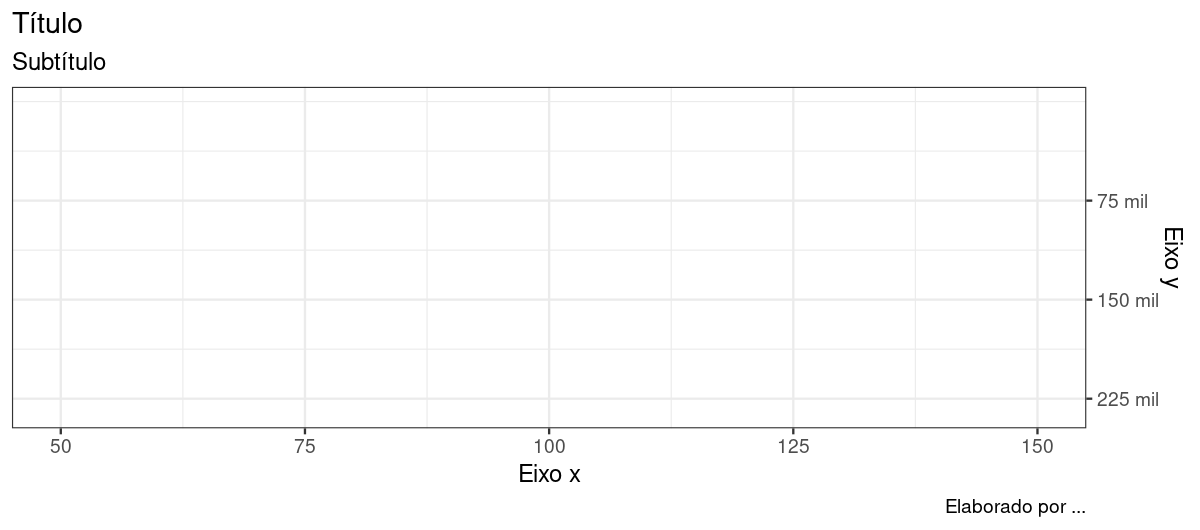 Título
Subtítulo
75 mil
150 mil
225 mil
Eixo y
50 75 100 125 150
Eixo x
Elaborado por ...